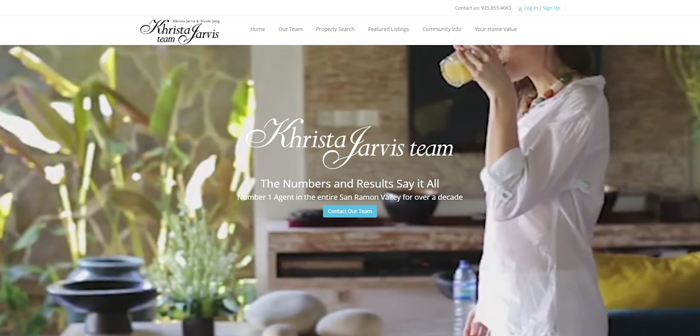 Contact us: 925.855.4065 Log In | Sign Up
Khrista Jarvis & Nicole Jung
Khrista Jarvis team
Home Our Team Property Search Featured Listings Community Info Your Home Value
Khrista Jarvis team
The Numbers and Results Say it All
Number 1 Agent in the entire San Ramon Valley for over a decade
Contact Our Team